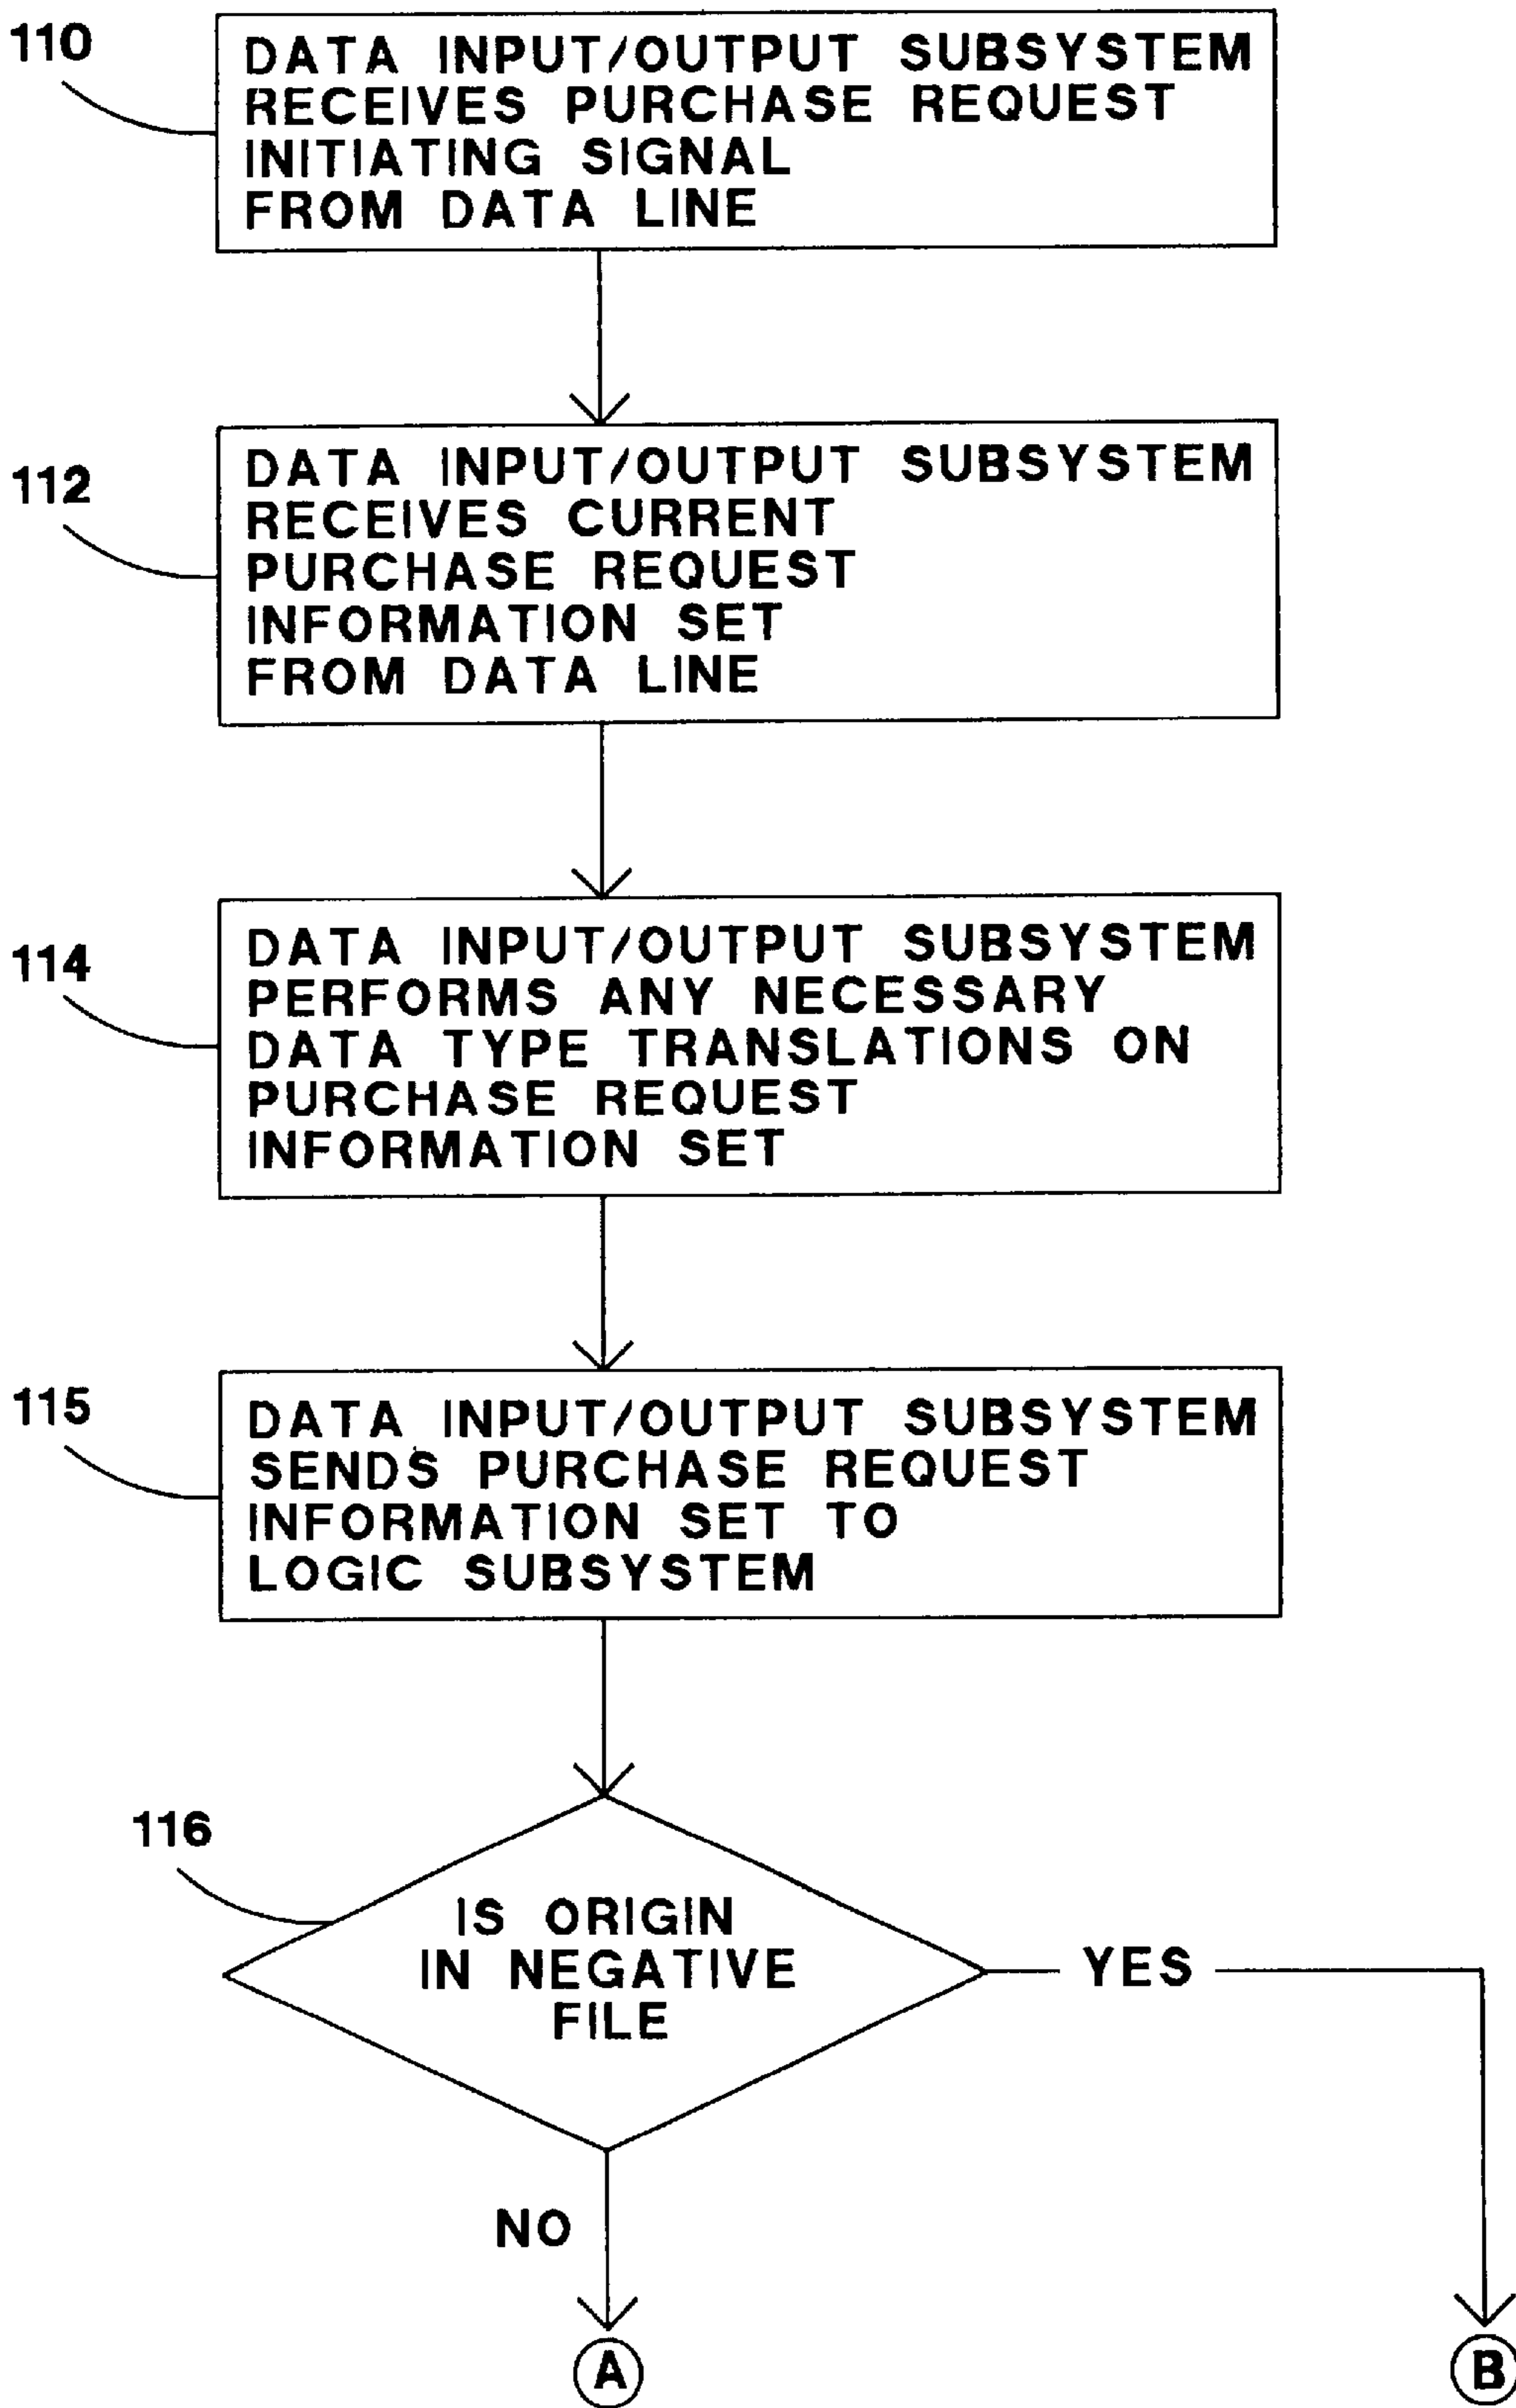 110
DATA INPUT/OUTPUT SUBSYSTEM
RECEIVES PURCHASE REQUEST
INITIATING SIGNAL
FROM DATA LINE
112
DATA INPUT/OUTPUT SUBSYSTEM
RECEIVES CURRENT
PURCHASE REQUEST
INFORMATION SET
FROM DATA LINE
114
DATA INPUT/OUTPUT SUBSYSTEM
PERFORMS ANY NECESSARY
DATA TYPE TRANSLATIONS ON
PURCHASE REQUEST
INFORMATION SET
115
DATA INPUT/OUTPUT SUBSYSTEM
SENDS PURCHASE REQUEST
INFORMATION SET TO
LOGIC SUBSYSTEM
116
IS ORIGIN
IN NEGATIVE
FILE
YES
NO
A
B